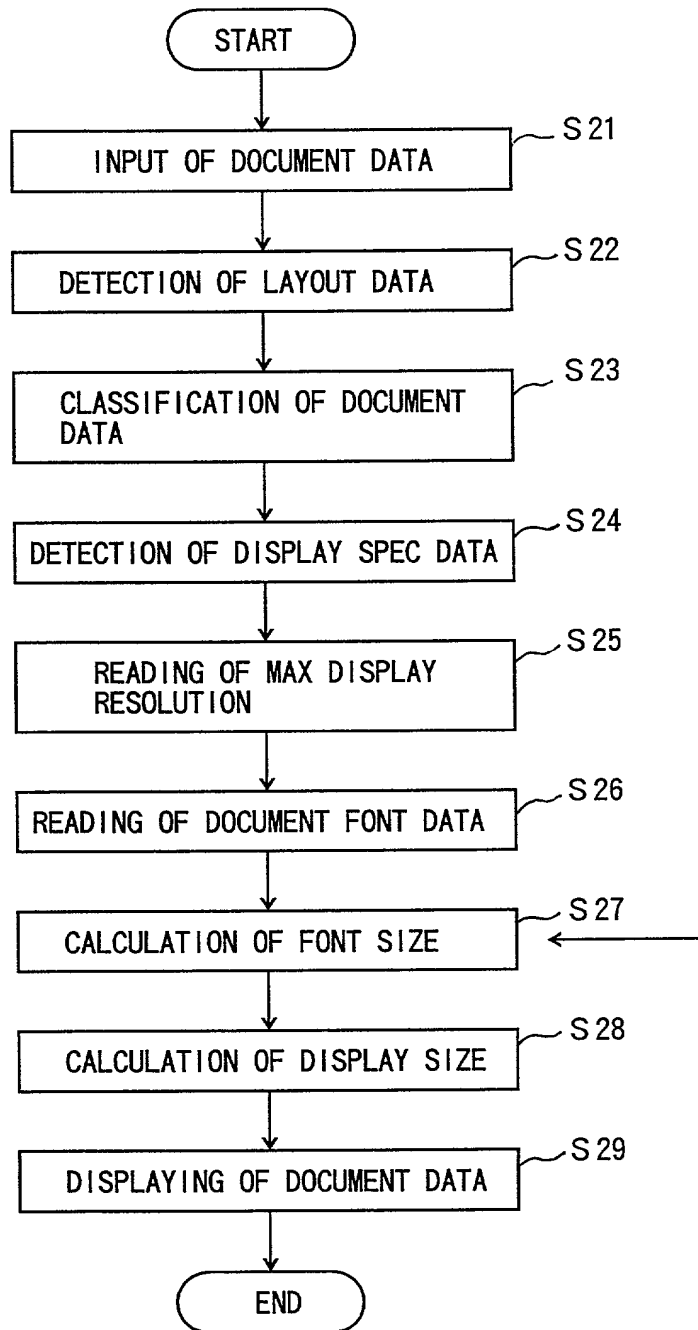 START
S21
INPUT OF DOCUMENT DATA
S22
DETECTION OF LAYOUT DATA
S23
CLASSIFICATION OF DOCUMENT
DATA
S24
DETECTION OF DISPLAY SPEC DATA
S25
READING OF MAX DISPLAY
RESOLUTION
S26
READING OF DOCUMENT FONT DATA
S27
CALCULATION OF FONT SIZE
S28
CALCULATION OF DISPLAY SIZE
S29
DISPLAYING OF DOCUMENT DATA
END